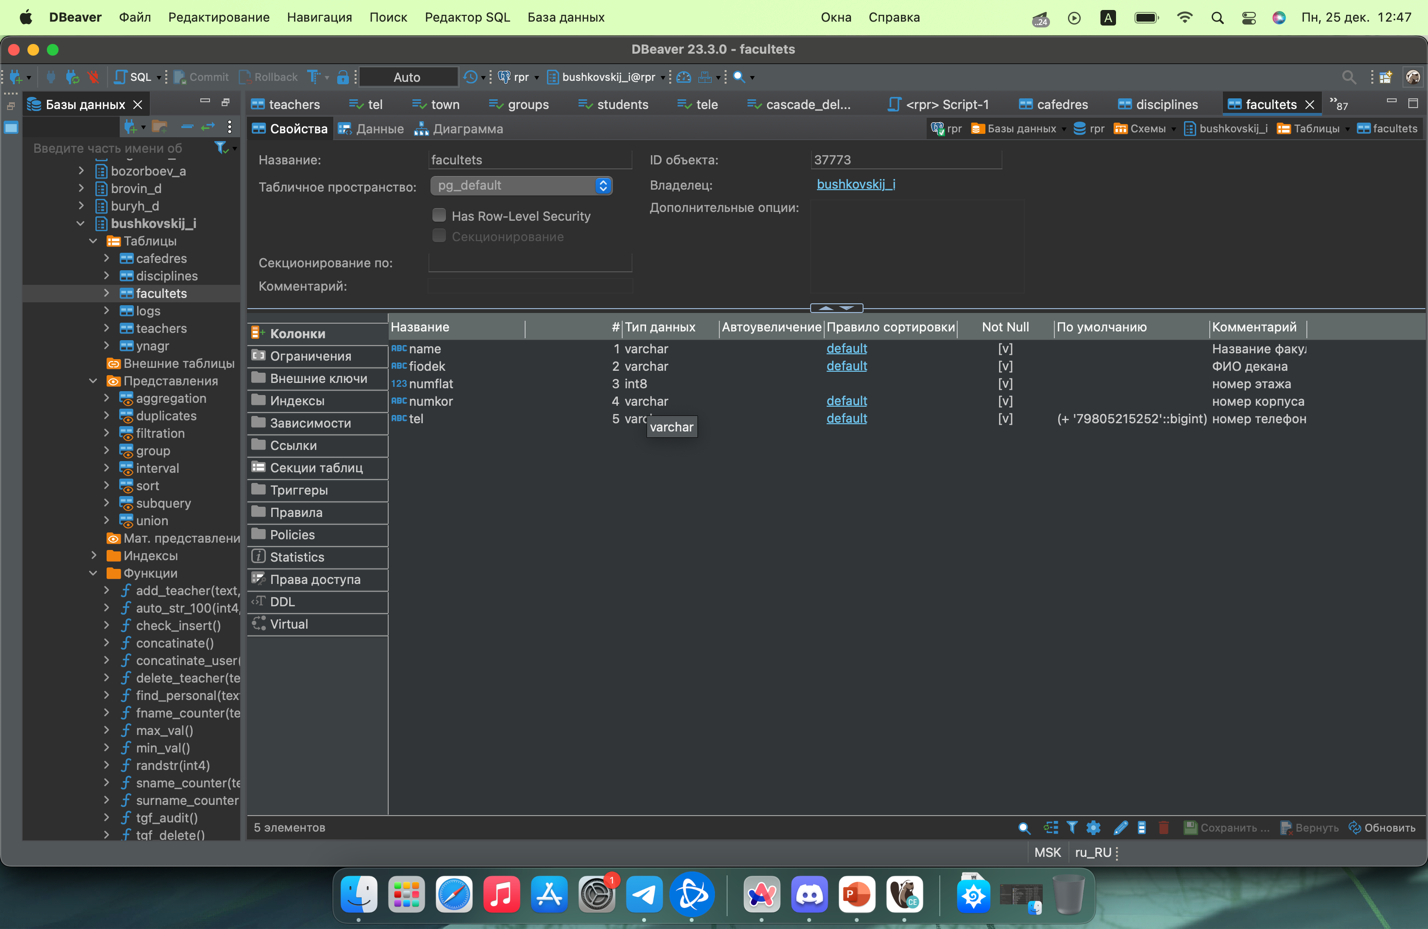 DBeaver Файл Редактирование Навигация Поиск Редактор SQL База данных Окна Справка .24 A Пн, 25 дек. 12:47
DBeaver 23.3.0 - facultets
SQL Commit Rollback T Auto rpr bushkovskij_i@rpr
Базы данных teachers tel town groups students tele cascade_del... <rpr> Script-1 cafedres disciplines facultets »87
Свойства Данные Диаграмма rpr Базы данных rpr Схемы bushkovskij_i Таблицы facultets
Введите часть имени об
bozorboev_a
brovin_d
buryh_d
bushkovskij_i
Таблицы
cafedres
disciplines
facultets
logs
teachers
ynagr
Внешние таблицы
Представления
aggregation
duplicates
filtration
group
interval
sort
subquery
union
Мат. представлени
Индексы
Функции
add_teacher(text,
auto_str_100(int4,
check_insert()
concatinate()
concatinate_user(
delete_teacher(te
find_personal(tex
fname_counter(te
max_val()
min_val()
randstr(int4)
sname_counter(te
surname_counter
tgf_audit()
tgf_delete()
Название: facultets ID объекта: 37773
Табличное пространство: pg_default Владелец: bushkovskij_i
Дополнительные опции:
Has Row-Level Security
Секционирование
Секционирование по:
Комментарий:
Колонки
Ограничения
Внешние ключи
Индексы
Зависимости
Ссылки
Секции таблиц
Триггеры
Правила
Policies
Statistics
Права доступа
DDL
Virtual
Название # Тип данных Автоувеличение Правило сортировки Not Null По умолчанию Комментарий
ABC name 1 varchar default [v] Название факул
ABC fiodek 2 varchar default [v] ФИО декана
123 numflat 3 int8 [v] номер этажа
ABC numkor 4 varchar default [v] номер корпуса
ABC tel 5 varc default [v] (+ '79805215252'::bigint) номер телефон
varchar
5 элементов Сохранить ... Вернуть Обновить
MSK ru_RU
1
P
CE